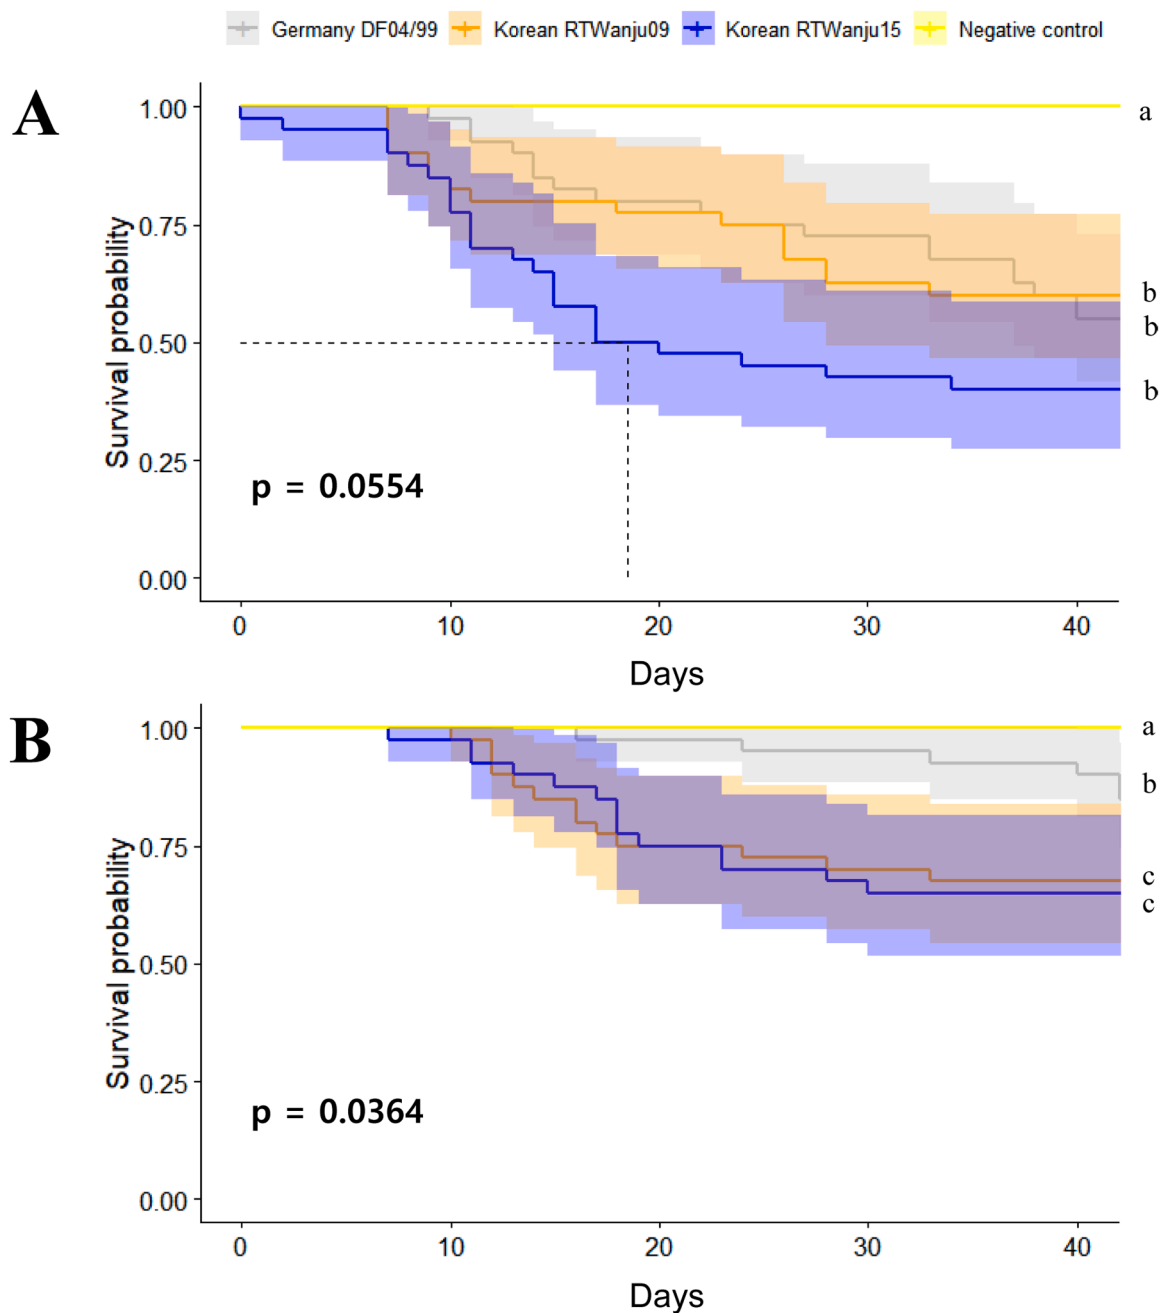 Germany DF04/99 Korean RTWanju09 Korean RTWanju15 Negative control
A
Survival probability
1.00
0.75
0.50
0.25
0.00
a
b
b
b
p = 0.0554
0 10 20 30 40
Days
B
Survival probability
1.00
0.75
0.50
0.25
0.00
a
b
c
c
p = 0.0364
0 10 20 30 40
Days